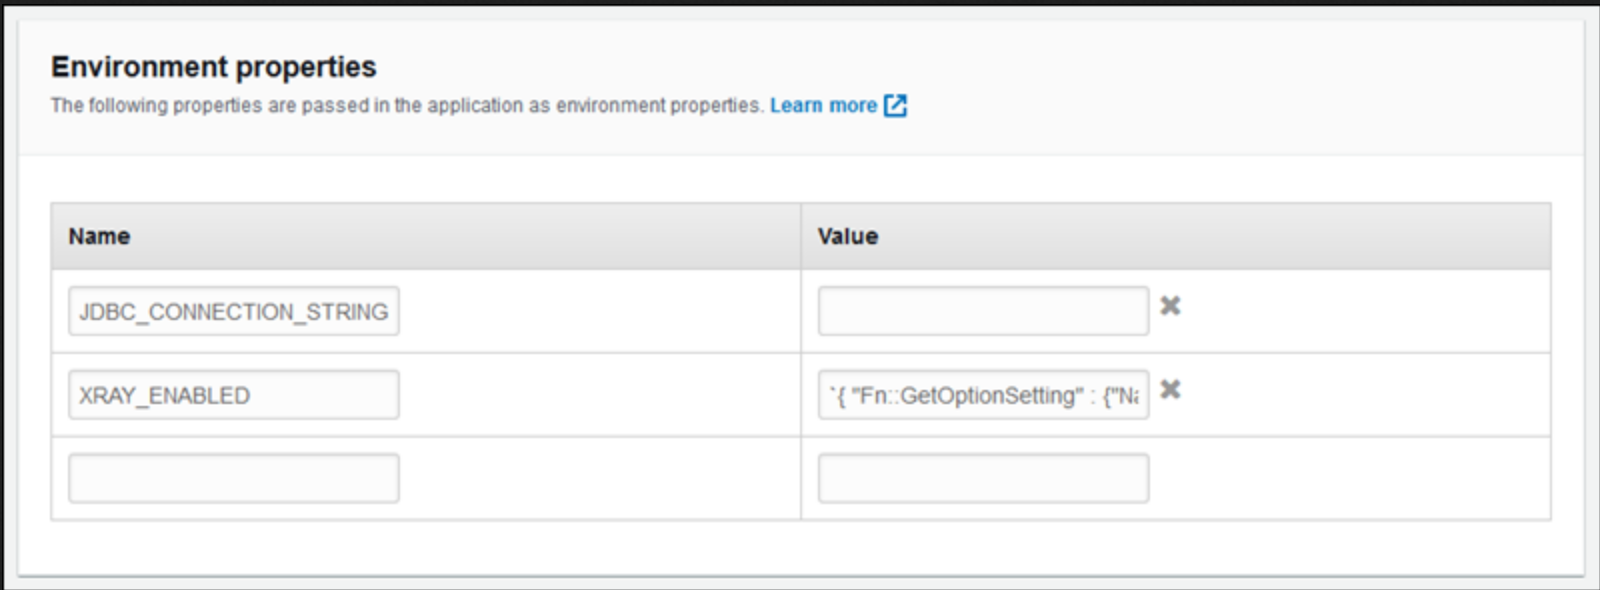 Environment properties
The following properties are passed in the application as environment properties. Learn more
Name Value
JDBC_CONNECTION_STRING
XRAY_ENABLED `{ "Fn::GetOptionSetting" : {"Na